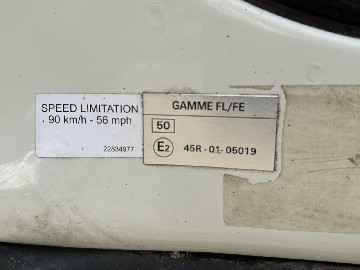 SPEED LIMITATION
90 km/h - 56 mph
22834977
GAMME FL/FE
50
E2 45R-01-05019